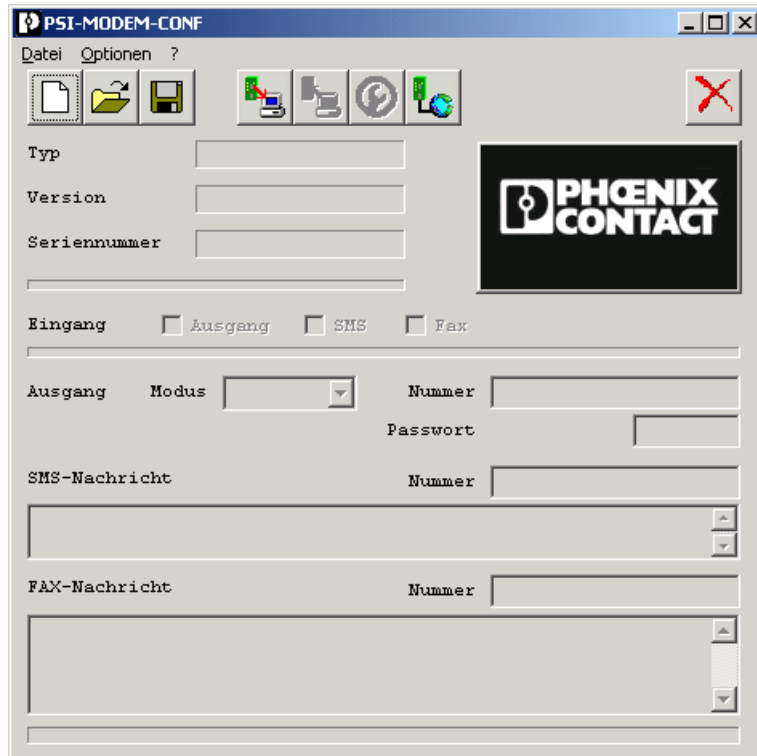 PSI-MODEM-CONF
Datei Optionen ?
Typ
Version
Seriennummer
PHŒNIX
CONTACT
Eingang Ausgang SMS Fax
Ausgang Modus Nummer
Passwort
SMS-Nachricht Nummer
FAX-Nachricht Nummer